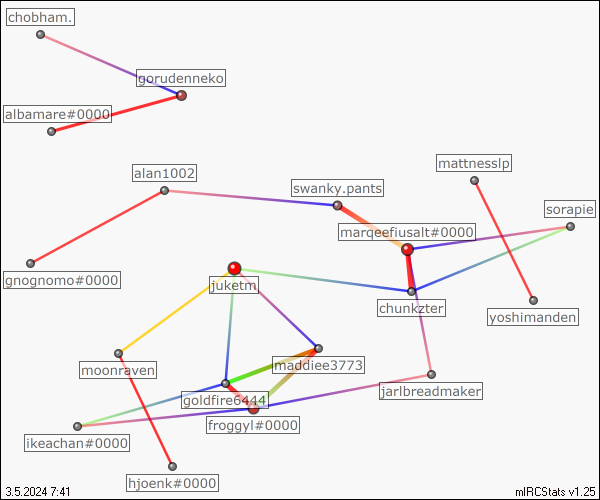 chobham.
gorudenneko
albamare#0000
mattnesslp
alan1002
swanky.pants
sorapie
marqeefiusalt#0000
gnognomo#0000
juketm
chunkzter
yoshimanden
maddiee3773
moonraven
jarlbreadmaker
goldfire6444
froggyl#0000
ikeachan#0000
hjoenk#0000
3.5.2024 7:41
mIRCStats v1.25